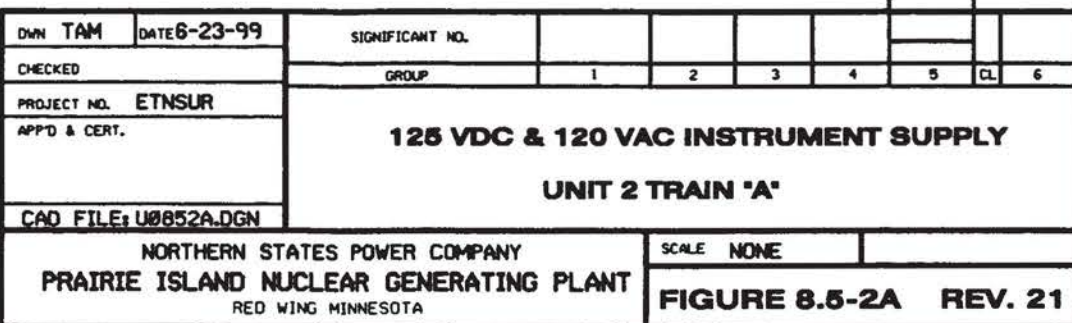 DWN TAM DATE 6-23-99
SIGNIFICANT NO.
CHECKED
GROUP 1 2 3 4 5 CL 6
PROJECT NO. ETNSUR
APP'D & CERT.
125 VDC & 120 VAC INSTRUMENT SUPPLY
UNIT 2 TRAIN "A"
CAD FILE: U0852A.DGN
NORTHERN STATES POWER COMPANY
SCALE NONE
PRAIRIE ISLAND NUCLEAR GENERATING PLANT
RED WING MINNESOTA
FIGURE 8.5-2A REV. 21